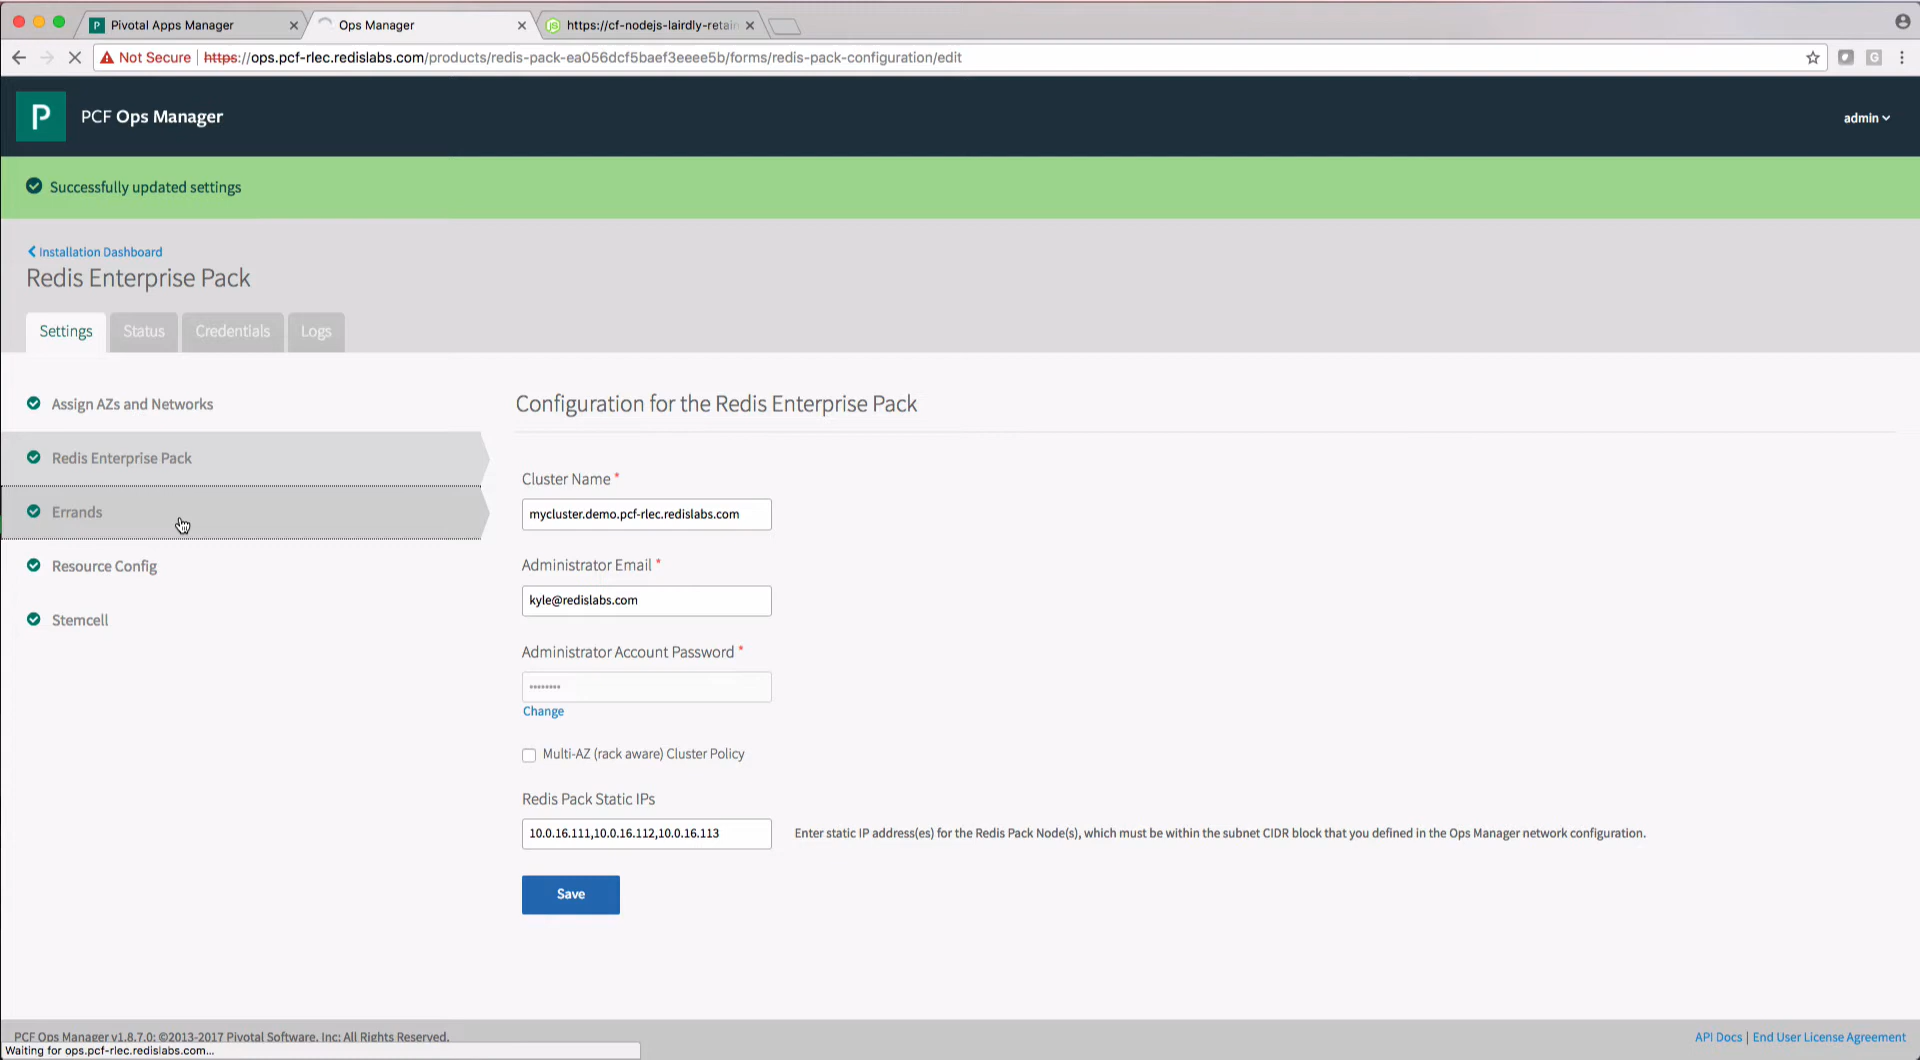 Pivotal Apps Manager
Ops Manager
https://cf-nodejs-lairdly-retain
Not Secure | https://ops.pcf-rlec.redislabs.com/products/redis-pack-ea056dcf5baef3eeee5b/forms/redis-pack-configuration/edit
P PCF Ops Manager
admin
Successfully updated settings
Installation Dashboard
Redis Enterprise Pack
Settings Status Credentials Logs
Assign AZs and Networks
Redis Enterprise Pack
Errands
Resource Config
Stemcell
Configuration for the Redis Enterprise Pack
Cluster Name *
mycluster.demo.pcf-rlec.redislabs.com
Administrator Email *
kyle@redislabs.com
Administrator Account Password *
••••••••
Change
Multi-AZ (rack aware) Cluster Policy
Redis Pack Static IPs
10.0.16.111,10.0.16.112,10.0.16.113
Enter static IP address(es) for the Redis Pack Node(s), which must be within the subnet CIDR block that you defined in the Ops Manager network configuration.
Save
PCF Ops Manager v1.8.7.0; ©2013-2017 Pivotal Software, Inc; All Rights Reserved.
API Docs | End User License Agreement
Waiting for ops.pcf-rlec.redislabs.com...